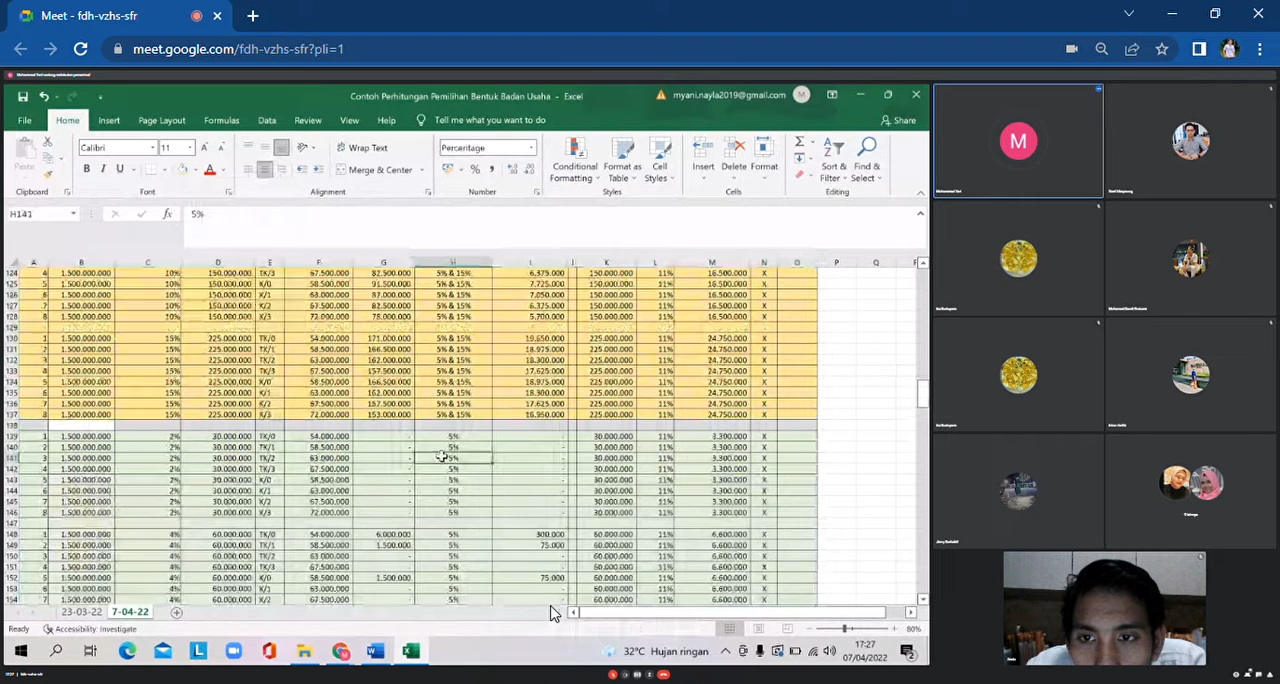 Meet - fdh-vzhs-sfr
meet.google.com/fdh-vzhs-sfr?pli=1
Contoh Perhitungan Pemilihan Bentuk Badan Usaha - Excel
myani.nayla2019@gmail.com M
File Home Insert Page Layout Formulas Data Review View Help Tell me what you want to do Share
Calibri 11 Wrap Text Percentage
Paste B I U Merge & Center % Conditional Formatting Format as Table Cell Styles Insert Delete Format Sort & Filter Find & Select
Clipboard Font Alignment Number Styles Cells Editing
H141 fx 5%
A B C D E F G H I J K L M N O P Q
124 4 1.500.000.000 10% 150.000.000 TK/3 67.500.000 82.500.000 5% & 15% 6.375.000 150.000.000 11% 16.500.000 X
125 5 1.500.000.000 10% 150.000.000 K/0 58.500.000 91.500.000 5% & 15% 7.725.000 150.000.000 11% 16.500.000 X
126 6 1.500.000.000 10% 150.000.000 K/1 63.000.000 87.000.000 5% & 15% 7.050.000 150.000.000 11% 16.500.000 X
127 7 1.500.000.000 10% 150.000.000 K/2 67.500.000 82.500.000 5% & 15% 6.375.000 150.000.000 11% 16.500.000 X
128 8 1.500.000.000 10% 150.000.000 K/3 72.000.000 78.000.000 5% & 15% 5.700.000 150.000.000 11% 16.500.000 X
129
130 1 1.500.000.000 15% 225.000.000 TK/0 54.000.000 171.000.000 5% & 15% 19.650.000 225.000.000 11% 24.750.000 X
131 2 1.500.000.000 15% 225.000.000 TK/1 58.500.000 166.500.000 5% & 15% 18.975.000 225.000.000 11% 24.750.000 X
132 3 1.500.000.000 15% 225.000.000 TK/2 63.000.000 162.000.000 5% & 15% 18.300.000 225.000.000 11% 24.750.000 X
133 4 1.500.000.000 15% 225.000.000 TK/3 67.500.000 157.500.000 5% & 15% 17.625.000 225.000.000 11% 24.750.000 X
134 5 1.500.000.000 15% 225.000.000 K/0 58.500.000 166.500.000 5% & 15% 18.975.000 225.000.000 11% 24.750.000 X
135 6 1.500.000.000 15% 225.000.000 K/1 63.000.000 162.000.000 5% & 15% 18.300.000 225.000.000 11% 24.750.000 X
136 7 1.500.000.000 15% 225.000.000 K/2 67.500.000 157.500.000 5% & 15% 17.625.000 225.000.000 11% 24.750.000 X
137 8 1.500.000.000 15% 225.000.000 K/3 72.000.000 153.000.000 5% & 15% 16.950.000 225.000.000 11% 24.750.000 X
138
139 1 1.500.000.000 2% 30.000.000 TK/0 54.000.000 - 5% - 30.000.000 11% 3.300.000 X
140 2 1.500.000.000 2% 30.000.000 TK/1 58.500.000 - 5% - 30.000.000 11% 3.300.000 X
141 3 1.500.000.000 2% 30.000.000 TK/2 63.000.000 - 5% - 30.000.000 11% 3.300.000 X
142 4 1.500.000.000 2% 30.000.000 TK/3 67.500.000 - 5% - 30.000.000 11% 3.300.000 X
143 5 1.500.000.000 2% 30.000.000 K/0 58.500.000 - 5% - 30.000.000 11% 3.300.000 X
144 6 1.500.000.000 2% 30.000.000 K/1 63.000.000 - 5% - 30.000.000 11% 3.300.000 X
145 7 1.500.000.000 2% 30.000.000 K/2 67.500.000 - 5% - 30.000.000 11% 3.300.000 X
146 8 1.500.000.000 2% 30.000.000 K/3 72.000.000 - 5% - 30.000.000 11% 3.300.000 X
147
148 1 1.500.000.000 4% 60.000.000 TK/0 54.000.000 6.000.000 5% 300.000 60.000.000 11% 6.600.000 X
149 2 1.500.000.000 4% 60.000.000 TK/1 58.500.000 1.500.000 5% 75.000 60.000.000 11% 6.600.000 X
150 3 1.500.000.000 4% 60.000.000 TK/2 63.000.000 - 5% - 60.000.000 11% 6.600.000 X
151 4 1.500.000.000 4% 60.000.000 TK/3 67.500.000 - 5% - 60.000.000 11% 6.600.000 X
152 5 1.500.000.000 4% 60.000.000 K/0 58.500.000 1.500.000 5% 75.000 60.000.000 11% 6.600.000 X
153 6 1.500.000.000 4% 60.000.000 K/1 63.000.000 - 5% - 60.000.000 11% 6.600.000 X
154 7 1.500.000.000 4% 60.000.000 K/2 67.500.000 - 5% - 60.000.000 11% 6.600.000 X
23-03-22 7-04-22
Ready Accessibility: Investigate 80%
32°C Hujan ringan 17:27
07/04/2022
M